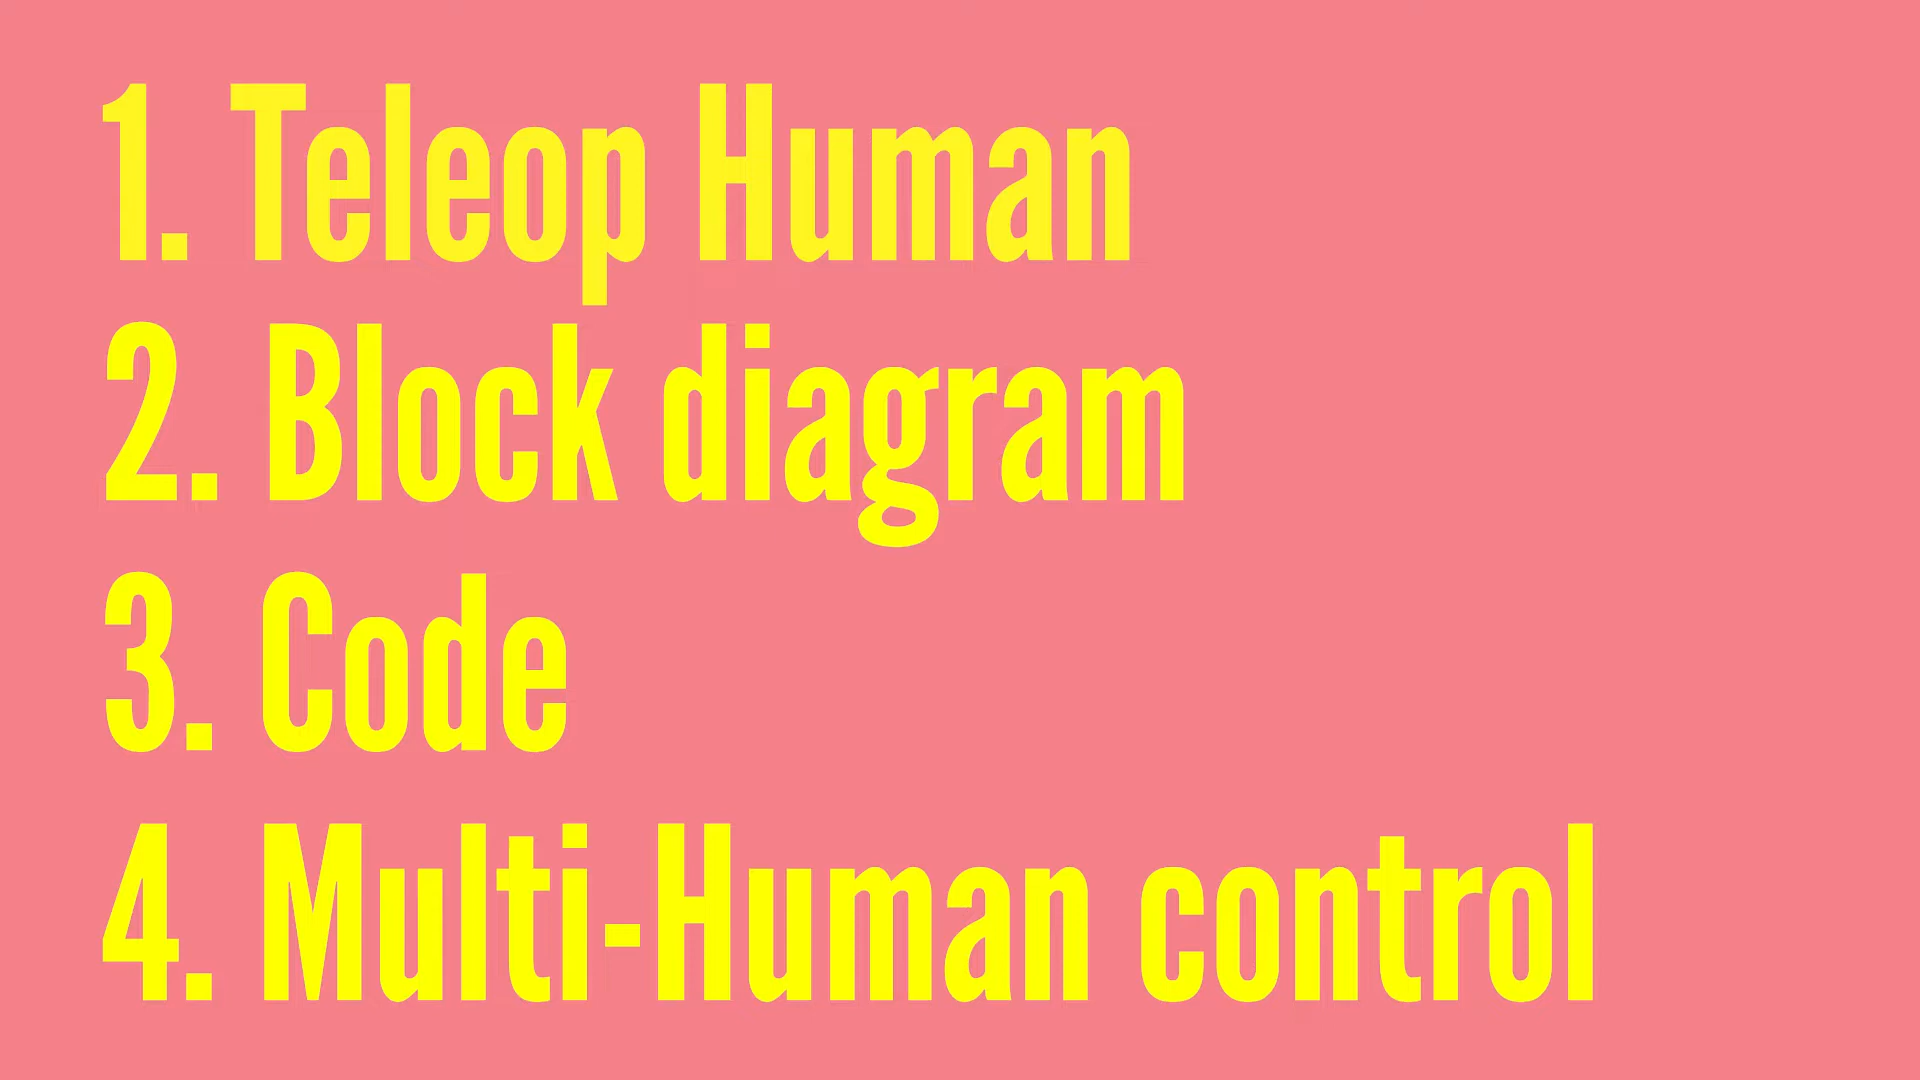 1. Teleop Human
2. Block diagram
3. Code
4. Multi-Human control